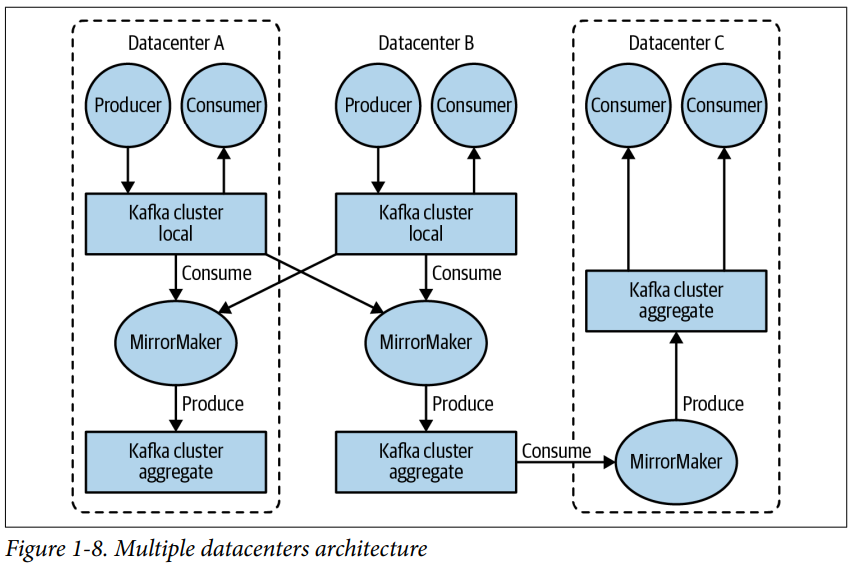 Datacenter A
Datacenter B
Datacenter C
Producer
Consumer
Producer
Consumer
Consumer
Consumer
Kafka cluster
local
Kafka cluster
local
Consume
Consume
Kafka cluster
aggregate
MirrorMaker
MirrorMaker
Produce
Produce
Produce
Kafka cluster
aggregate
Kafka cluster
aggregate
Consume
MirrorMaker
Figure 1-8. Multiple datacenters architecture